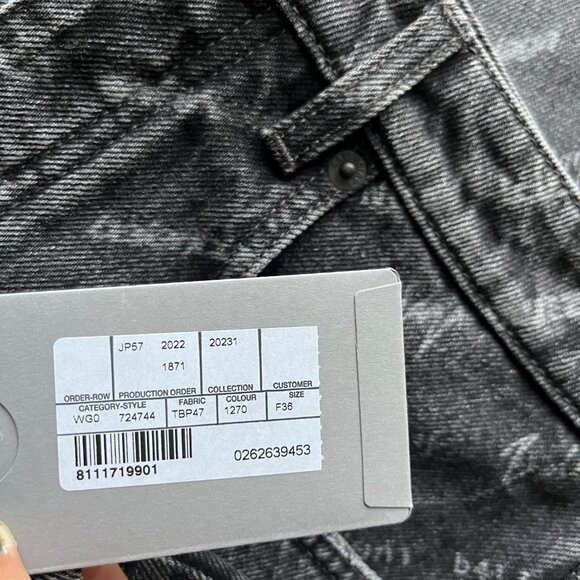 JP57 2022 20231
1871
ORDER-ROW PRODUCTION ORDER COLLECTION CUSTOMER
CATEGORY-STYLE FABRIC COLOUR SIZE
WG0 724744 TBP47 1270 F36
8111719901
0262639453